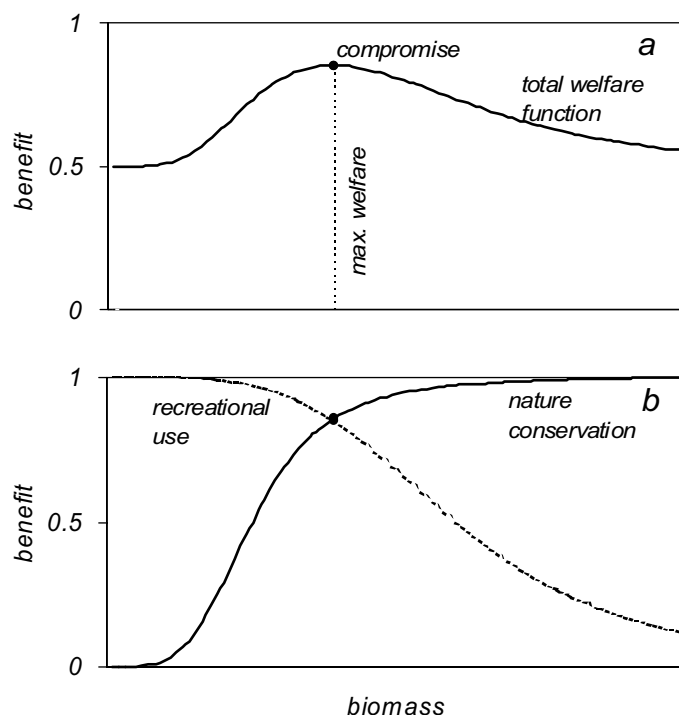 1
a
compromise
total welfare
function
0.5
benefit
max. welfare
0
1
b
recreational
use
nature
conservation
0.5
benefit
0
biomass